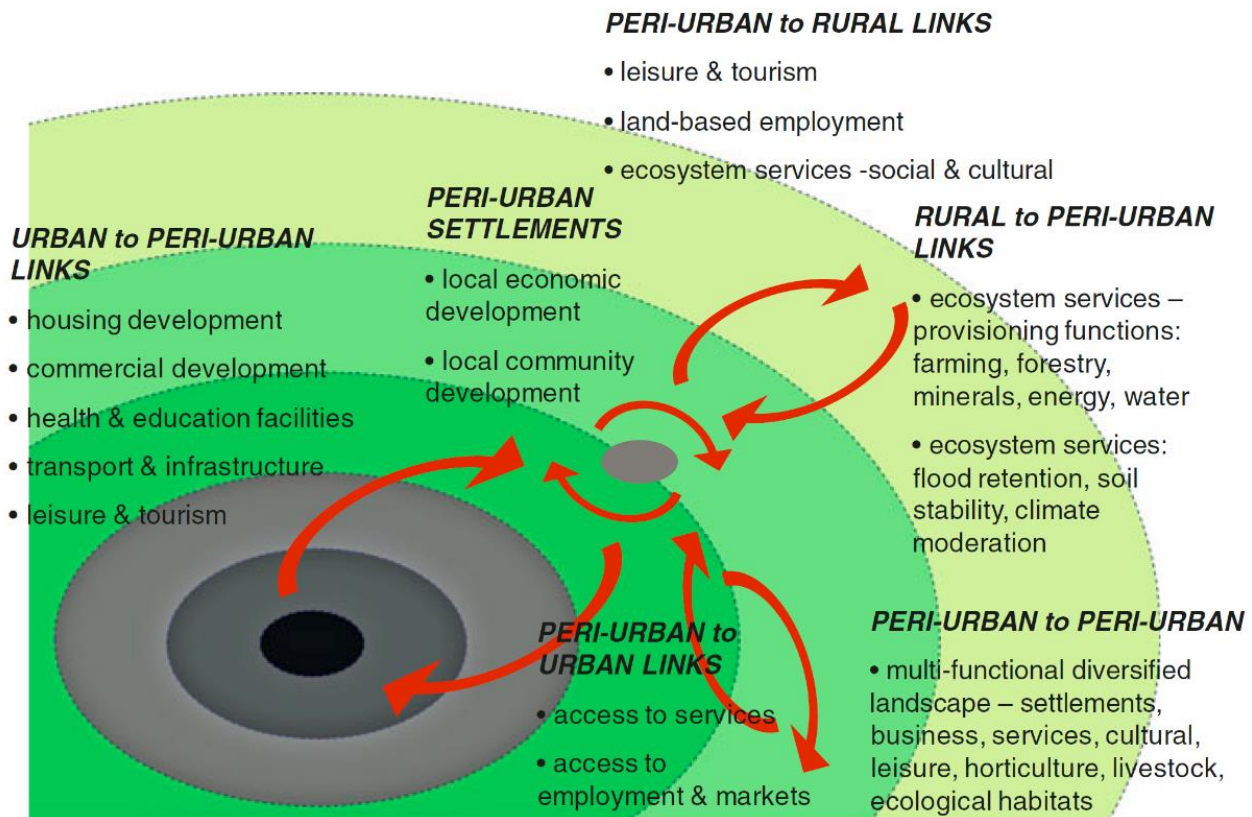 PERI-URBAN to RURAL LINKS
• leisure & tourism
• land-based employment
• ecosystem services -social & cultural
PERI-URBAN
SETTLEMENTS
• local economic
development
• local community
development
URBAN to PERI-URBAN
LINKS
• housing development
• commercial development
• health & education facilities
• transport & infrastructure
• leisure & tourism
RURAL to PERI-URBAN
LINKS
• ecosystem services –
provisioning functions:
farming, forestry,
minerals, energy, water
• ecosystem services:
flood retention, soil
stability, climate
moderation
PERI-URBAN to
URBAN LINKS
• access to services
• access to
employment & markets
PERI-URBAN to PERI-URBAN
• multi-functional diversified
landscape – settlements,
business, services, cultural,
leisure, horticulture, livestock,
ecological habitats